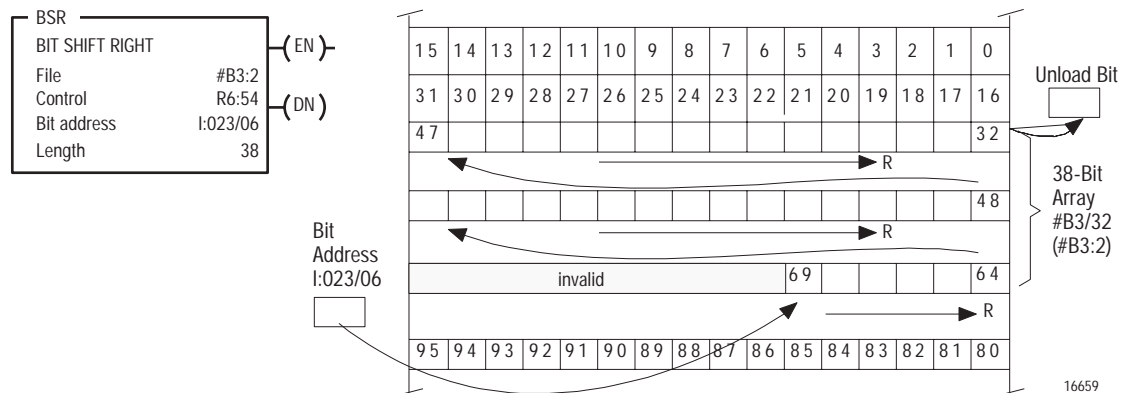 BSR
BIT SHIFT RIGHT
File #B3:2
Control R6:54
Bit address I:023/06
Length 38
EN
DN
15 14 13 12 11 10 9 8 7 6 5 4 3 2 1 0
31 30 29 28 27 26 25 24 23 22 21 20 19 18 17 16
47 32
R
48
R
invalid 69 64
R
95 94 93 92 91 90 89 88 87 86 85 84 83 82 81 80
Unload Bit
38-Bit
Array
#B3/32
(#B3:2)
Bit
Address
I:023/06
16659